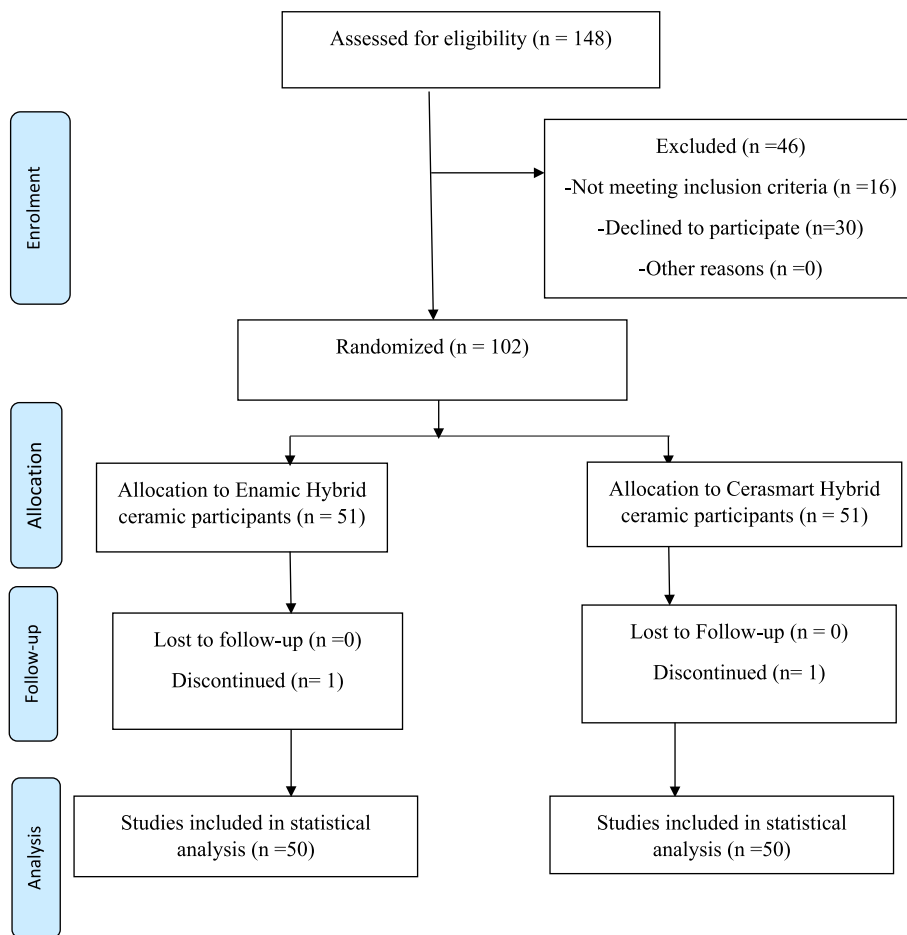 Assessed for eligibility (n = 148)
Enrolment
Excluded (n =46)
-Not meeting inclusion criteria (n =16)
-Declined to participate (n=30)
-Other reasons (n =0)
Randomized (n = 102)
Allocation
Allocation to Enamic Hybrid
ceramic participants (n = 51)
Allocation to Cerasmart Hybrid
ceramic participants (n = 51)
Follow-up
Lost to follow-up (n =0)
Discontinued (n= 1)
Lost to Follow-up (n = 0)
Discontinued (n= 1)
Analysis
Studies included in statistical
analysis (n =50)
Studies included in statistical
analysis (n =50)